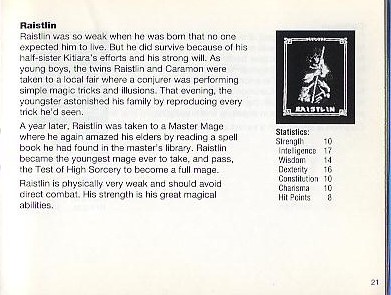 Raistlin
Raistlin was so weak when he was born that no one
expected him to live. But he did survive because of his
half-sister Kitiara's efforts and his strong will. As
young boys, the twins Raistlin and Caramon were
taken to a local fair where a conjurer was performing
simple magic tricks and illusions. That evening, the
youngster astonished his family by reproducing every
trick he'd seen.
A year later, Raistlin was taken to a Master Mage
where he again amazed his elders by reading a spell
book he had found in the master's library. Raistlin
became the youngest mage ever to take, and pass,
the Test of High Sorcery to become a full mage.
Raistlin is physically very weak and should avoid
direct combat. His strength is his great magical
abilities.
RAISTLIN
Statistics:
Strength 10
Intelligence 17
Wisdom 14
Dexterity 16
Constitution 10
Charisma 10
Hit Points 8
21